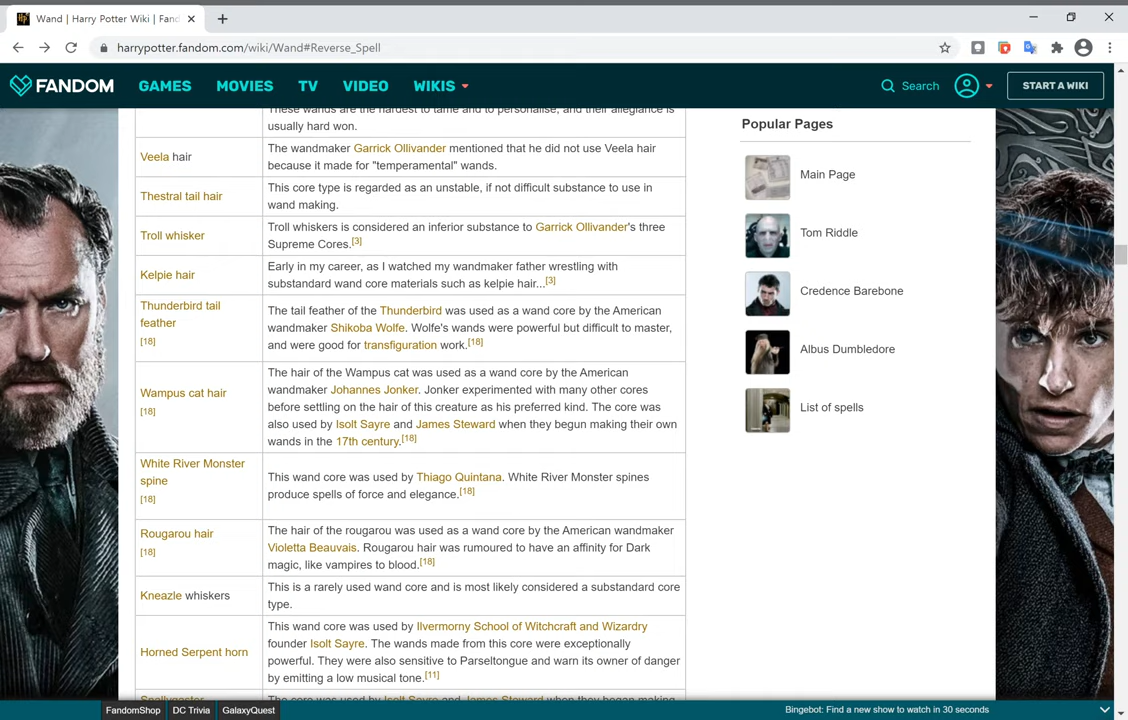 Wand | Harry Potter Wiki | Fand
harrypotter.fandom.com/wiki/Wand#Reverse_Spell
FANDOM GAMES MOVIES TV VIDEO WIKIS Search START A WIKI
These wands are the hardest to tame and to personalise, and their allegiance is
usually hard won.
Veela hair
The wandmaker Garrick Ollivander mentioned that he did not use Veela hair
because it made for "temperamental" wands.
Thestral tail hair
This core type is regarded as an unstable, if not difficult substance to use in
wand making.
Troll whisker
Troll whiskers is considered an inferior substance to Garrick Ollivander's three
Supreme Cores.[3]
Kelpie hair
Early in my career, as I watched my wandmaker father wrestling with
substandard wand core materials such as kelpie hair...[3]
Thunderbird tail
feather
[18]
The tail feather of the Thunderbird was used as a wand core by the American
wandmaker Shikoba Wolfe. Wolfe's wands were powerful but difficult to master,
and were good for transfiguration work.[18]
Wampus cat hair
[18]
The hair of the Wampus cat was used as a wand core by the American
wandmaker Johannes Jonker. Jonker experimented with many other cores
before settling on the hair of this creature as his preferred kind. The core was
also used by Isolt Sayre and James Steward when they begun making their own
wands in the 17th century.[18]
White River Monster
spine
[18]
This wand core was used by Thiago Quintana. White River Monster spines
produce spells of force and elegance.[18]
Rougarou hair
[18]
The hair of the rougarou was used as a wand core by the American wandmaker
Violetta Beauvais. Rougarou hair was rumoured to have an affinity for Dark
magic, like vampires to blood.[18]
Kneazle whiskers
This is a rarely used wand core and is most likely considered a substandard core
type.
Horned Serpent horn
This wand core was used by Ilvermorny School of Witchcraft and Wizardry
founder Isolt Sayre. The wands made from this core were exceptionally
powerful. They were also sensitive to Parseltongue and warn its owner of danger
by emitting a low musical tone.[11]
Snallygaster
The core was used by Isolt Sayre and James Steward when they began making
Popular Pages
Main Page
Tom Riddle
Credence Barebone
Albus Dumbledore
List of spells
FandomShop DC Trivia GalaxyQuest Bingebot: Find a new show to watch in 30 seconds